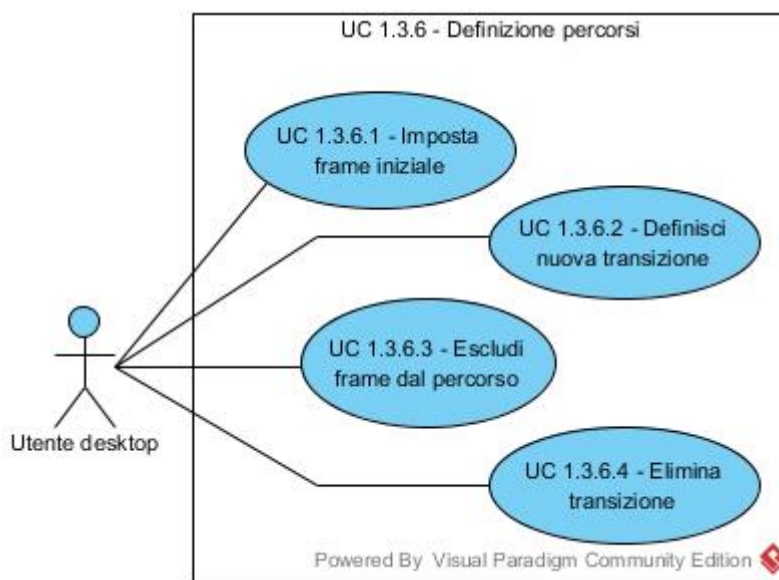 UC 1.3.6 - Definizione percorsi
UC 1.3.6.1 - Imposta
frame iniziale
UC 1.3.6.2 - Definisci
nuova transizione
UC 1.3.6.3 - Escludi
frame dal percorso
Utente desktop
UC 1.3.6.4 - Elimina
transizione
Powered By Visual Paradigm Community Edition